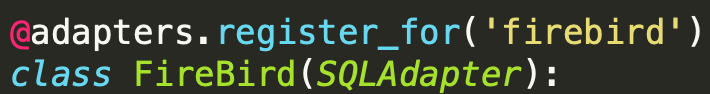 @adapters.register_for('firebird')
class FireBird(SQLAdapter):